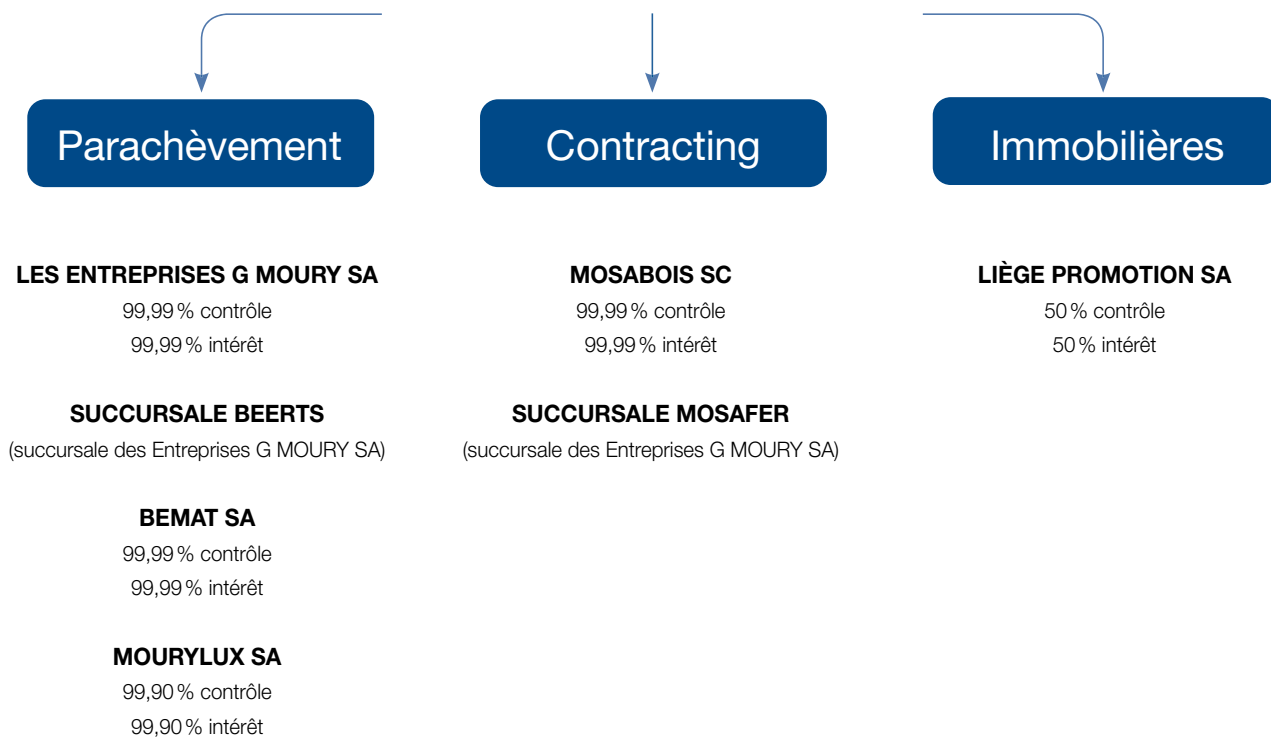 Parachèvement
LES ENTREPRISES G MOURY SA
99,99 % contrôle
99,99 % intérêt
SUCCURSALE BEERTS
(succursale des Entreprises G MOURY SA)
BEMAT SA
99,99 % contrôle
99,99 % intérêt
MOURYLUX SA
99,90 % contrôle
99,90 % intérêt
Contracting
MOSABOIS SC
99,99 % contrôle
99,99 % intérêt
SUCCURSALE MOSAFER
(succursale des Entreprises G MOURY SA)
Immobilières
LIÈGE PROMOTION SA
50 % contrôle
50 % intérêt